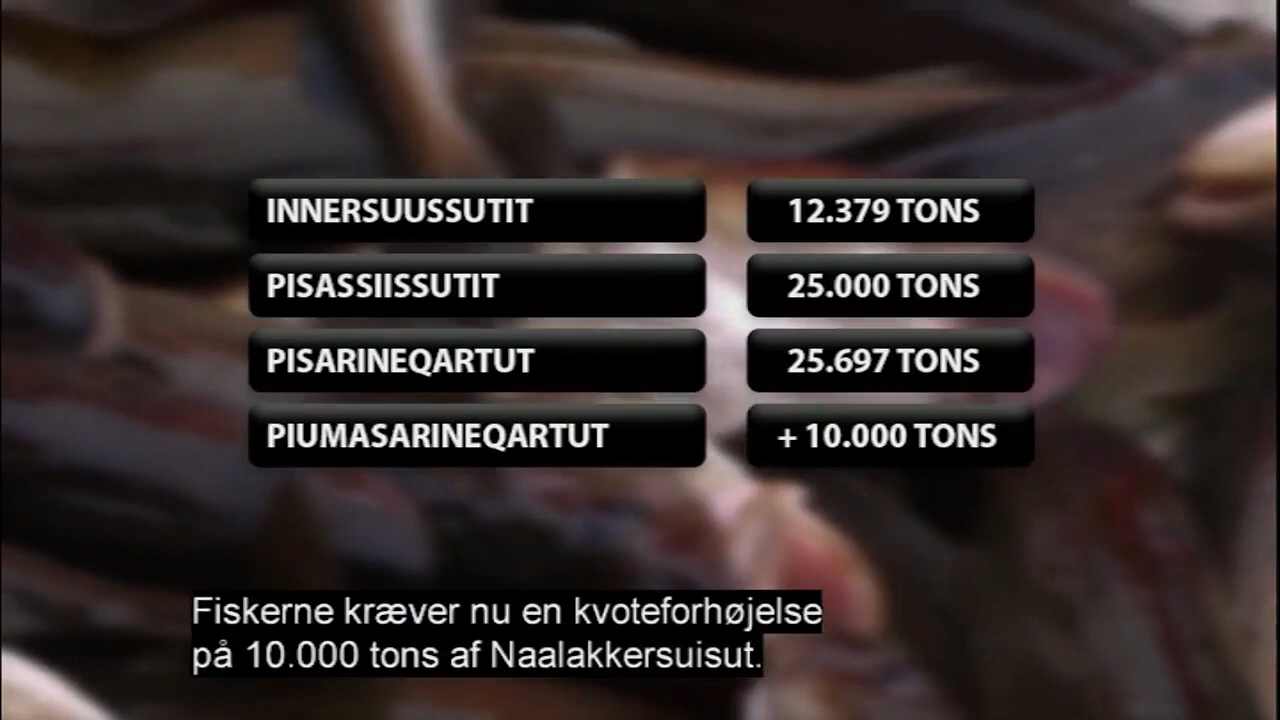 INNERSUUSSUTIT 12.379 TONS
PISASSIISSUTIT 25.000 TONS
PISARINEQARTUT 25.697 TONS
PIUMASARINEQARTUT + 10.000 TONS
Fiskerne kræver nu en kvoteforhøjelse
på 10.000 tons af Naalakkersuisut.